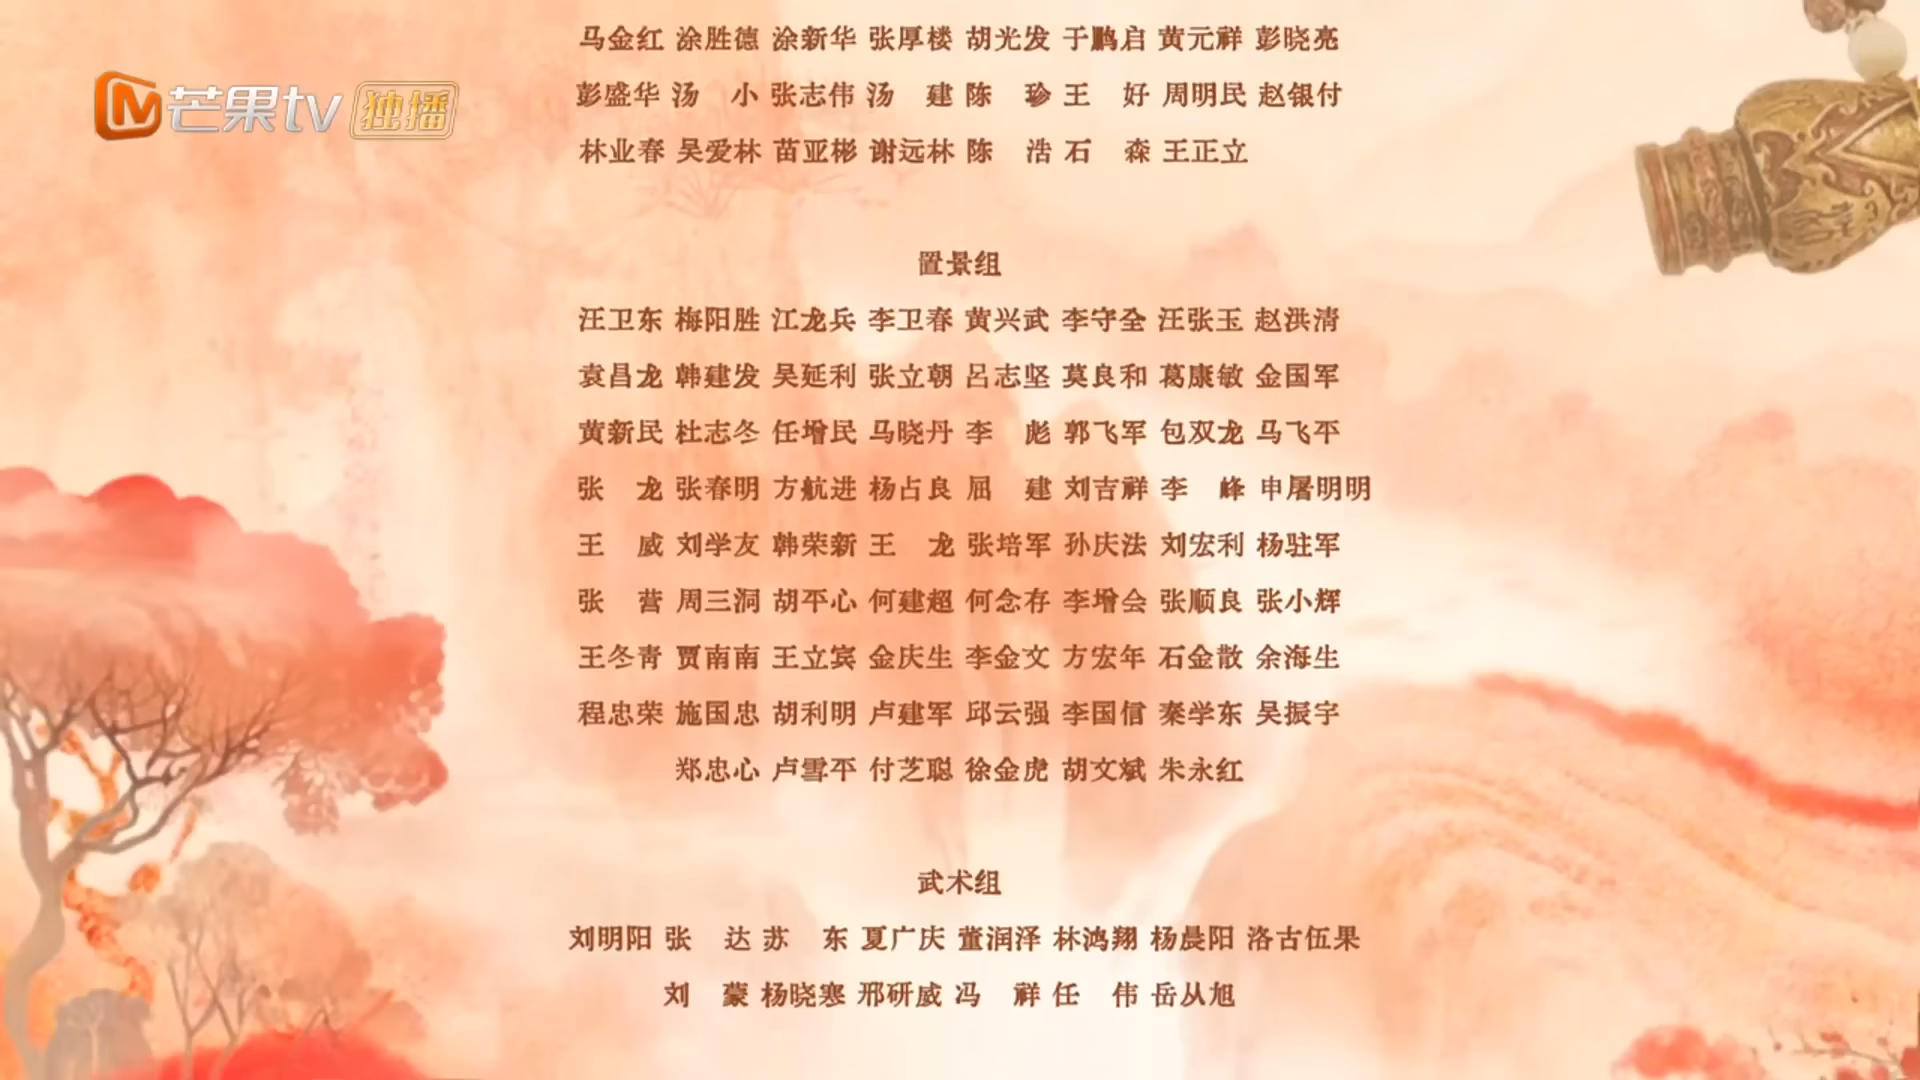 马金红 涂胜德 涂新华 张厚楼 胡光发 于鹏启 黄元祥 彭晓亮
芒果tv 独播
彭盛华 汤 小 张志伟 汤 建 陈 珍 王 好 周明民 赵银付
林业春 吴爱林 苗亚彬 谢远林 陈 浩 石 森 王正立
置景组
汪卫东 梅阳胜 江龙兵 李卫春 黄兴武 李守全 汪张玉 赵洪清
袁昌龙 韩建发 吴延利 张立朝 吕志坚 莫良和 葛康敏 金国军
黄新民 杜志冬 任增民 马晓丹 李 彪 郭飞军 包双龙 马飞平
张 龙 张春明 方航进 杨占良 屈 建 刘吉祥 李 峰 申屠明明
王 威 刘学友 韩荣新 王 龙 张培军 孙庆法 刘宏利 杨驻军
张 营 周三洞 胡平心 何建超 何念存 李增会 张顺良 张小辉
王冬青 贾南南 王立宾 金庆生 李金文 方宏年 石金散 余海生
程忠荣 施国忠 胡利明 卢建军 邱云强 李国信 秦学东 吴振宇
郑忠心 卢雪平 付芝聪 徐金虎 胡文斌 朱永红
武术组
刘明阳 张 达 苏 东 夏广庆 董润泽 林鸿翔 杨晨阳 洛古伍果
刘 蒙 杨晓寒 邢研威 冯 祥 任 伟 岳从旭